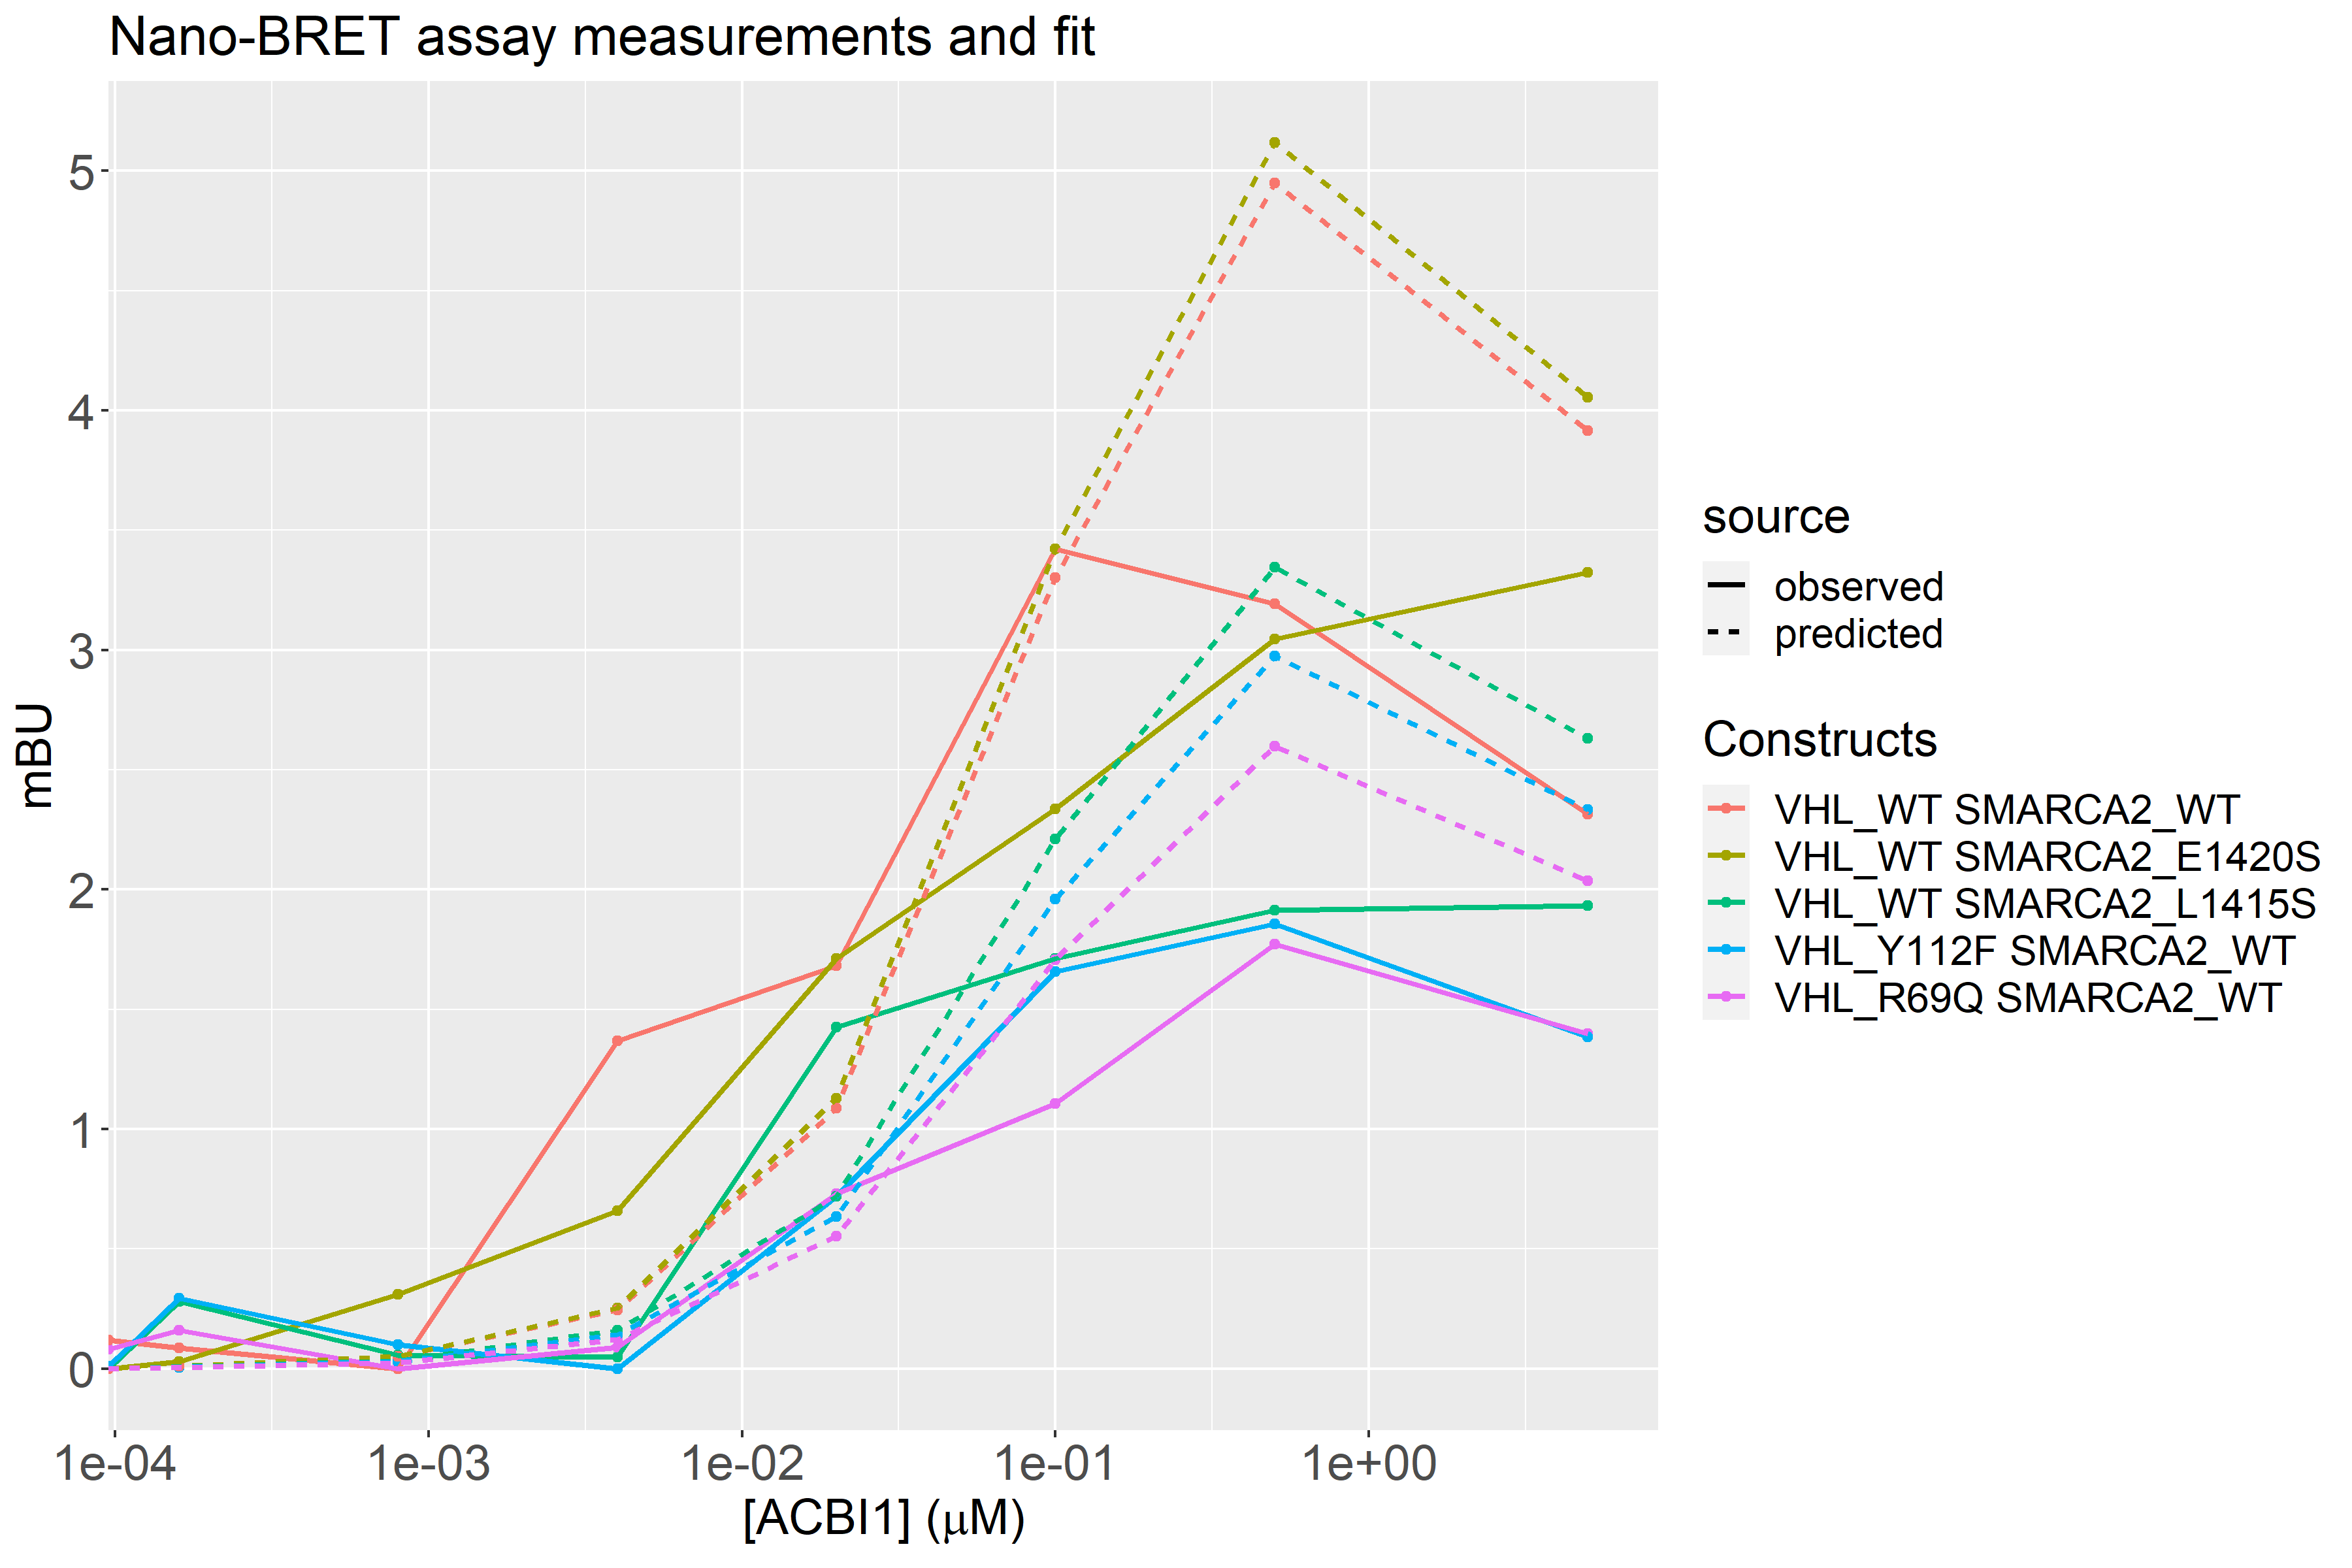 Nano-BRET assay measurements and fit
5
4
3
2
1
0
mBU
1e-04 1e-03 1e-02 1e-01 1e+00
[ACBI1] (μM)
source
observed
predicted
Constructs
VHL_WT SMARCA2_WT
VHL_WT SMARCA2_E1420S
VHL_WT SMARCA2_L1415S
VHL_Y112F SMARCA2_WT
VHL_R69Q SMARCA2_WT